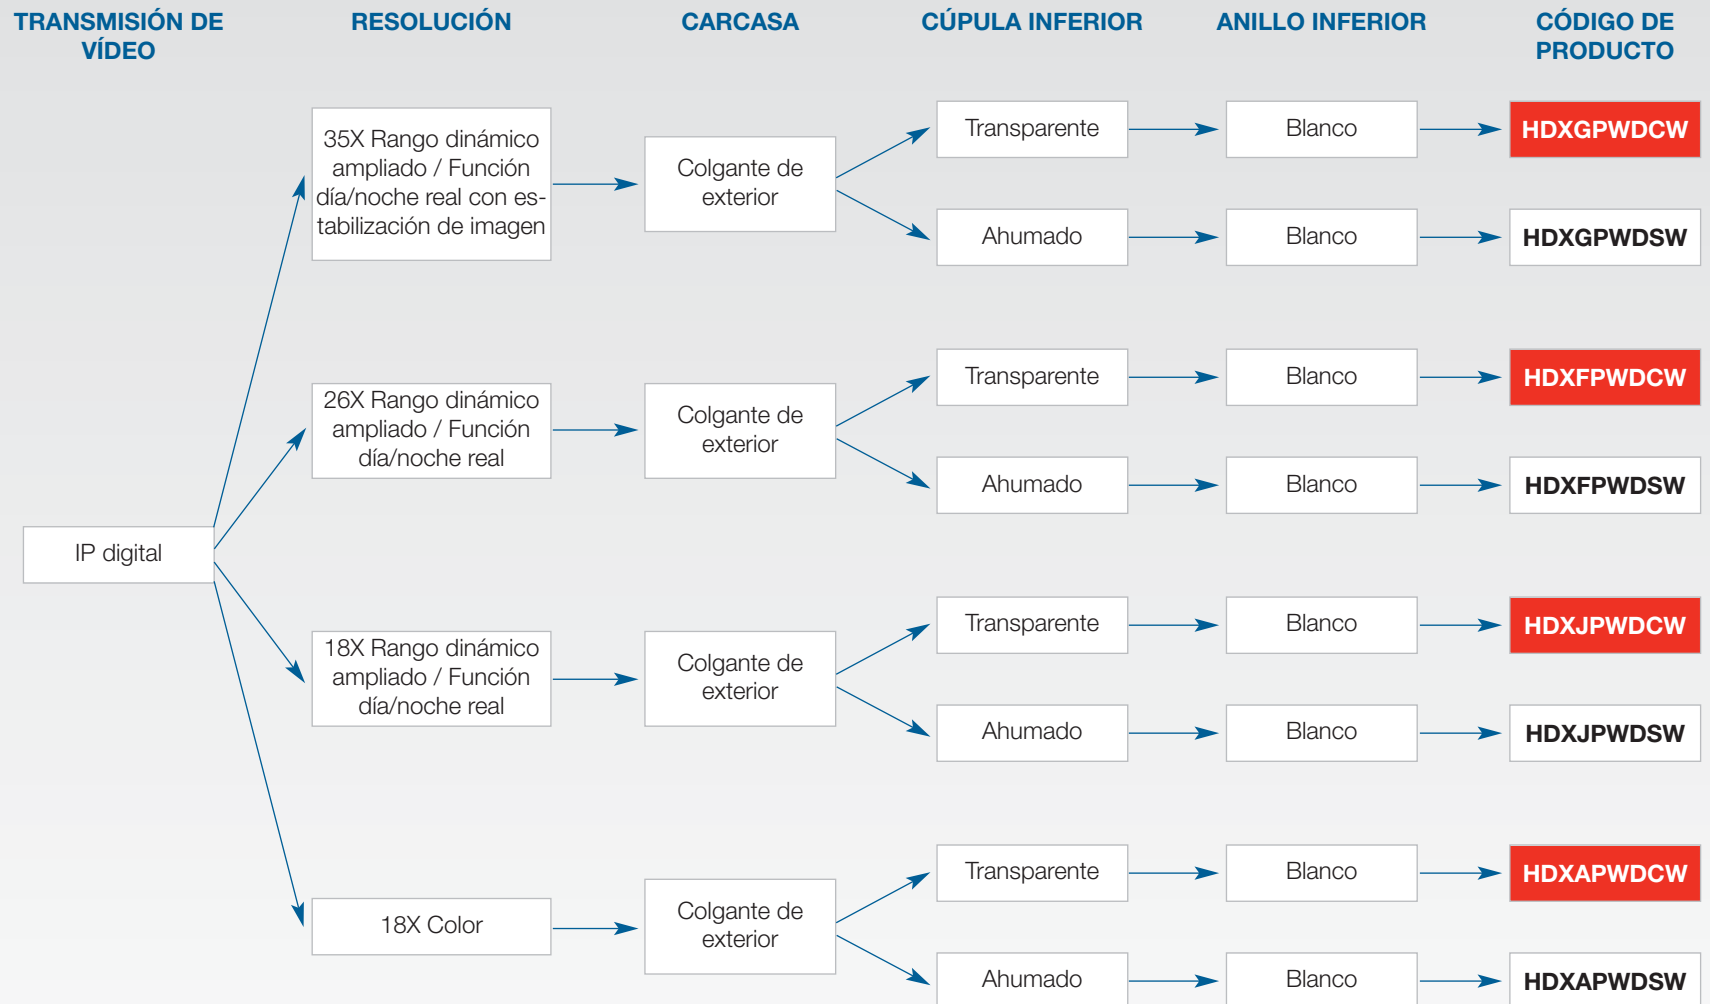 TRANSMISIÓN DE
VÍDEO
RESOLUCIÓN
CARCASA
CÚPULA INFERIOR
ANILLO INFERIOR
CÓDIGO DE
PRODUCTO
IP digital
35X Rango dinámico
ampliado / Función
día/noche real con es-
tabilización de imagen
Colgante de
exterior
Transparente
Blanco
HDXGPWDCW
Ahumado
Blanco
HDXGPWDSW
26X Rango dinámico
ampliado / Función
día/noche real
Colgante de
exterior
Transparente
Blanco
HDXFPWDCW
Ahumado
Blanco
HDXFPWDSW
18X Rango dinámico
ampliado / Función
día/noche real
Colgante de
exterior
Transparente
Blanco
HDXJPWDCW
Ahumado
Blanco
HDXJPWDSW
18X Color
Colgante de
exterior
Transparente
Blanco
HDXAPWDCW
Ahumado
Blanco
HDXAPWDSW